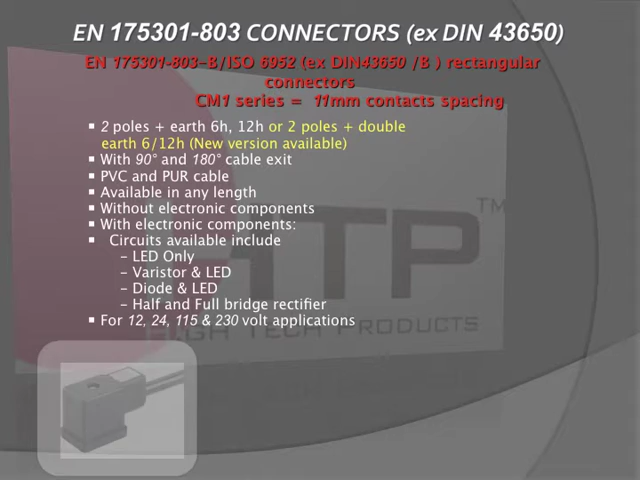 EN 175301-803 CONNECTORS (ex DIN 43650)
EN 175301-803-B/ISO 6952 (ex DIN43650 /B ) rectangular
connectors
CM1 series = 11mm contacts spacing
▪ 2 poles + earth 6h, 12h or 2 poles + double
earth 6/12h (New version available)
▪ With 90° and 180° cable exit
▪ PVC and PUR cable
▪ Available in any length
▪ Without electronic components
▪ With electronic components:
▪ Circuits available include
– LED Only
– Varistor & LED
– Diode & LED
– Half and Full bridge rectifier
▪ For 12, 24, 115 & 230 volt applications
HTP™
HIGH TECH PRODUCTS